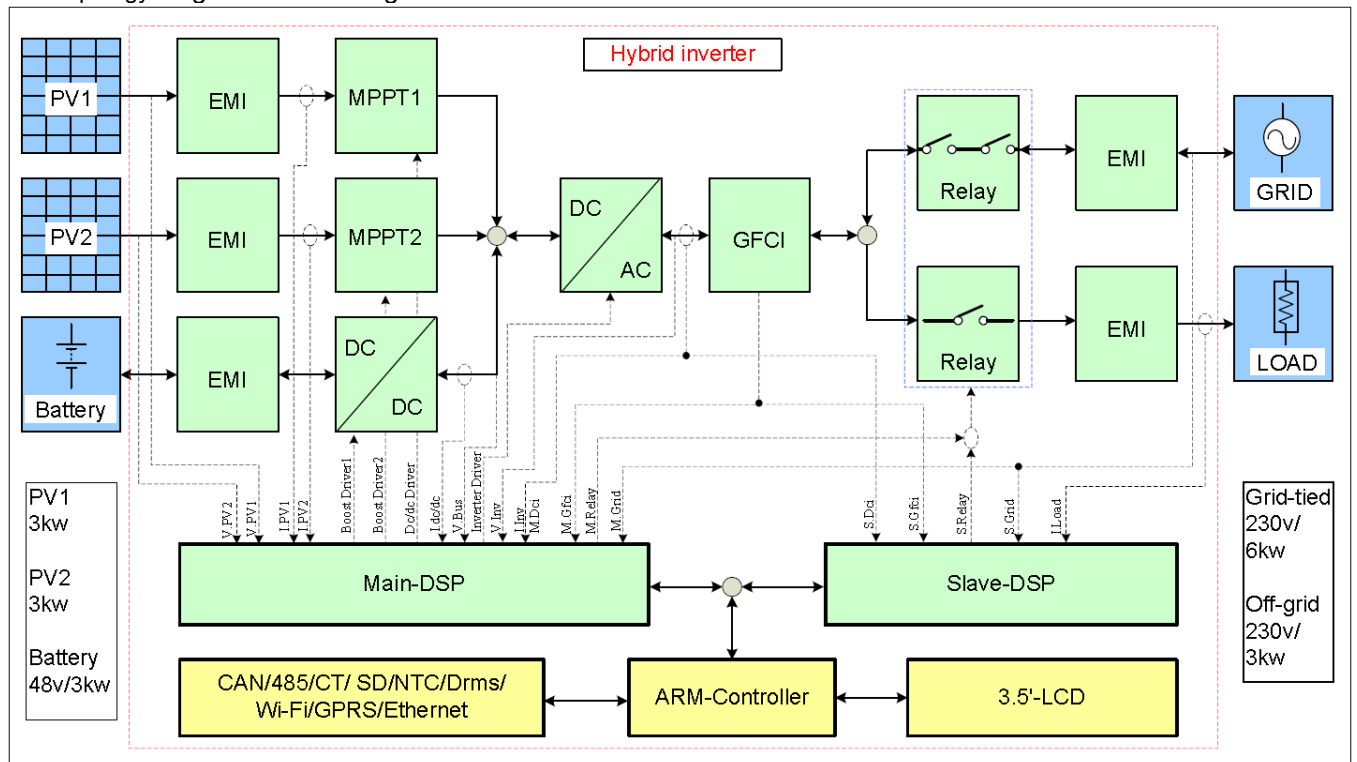 Hybrid inverter
PV1
EMI
MPPT1
Relay
EMI
GRID
PV2
EMI
MPPT2
DC
AC
GFCI
Battery
EMI
DC
DC
Relay
EMI
LOAD
V.PV2
V.PV1
I.PV1
I.PV2
Boost Driver1
Boost Driver2
Dc/dc Driver
I.dc/dc
V.Bus
Inverter Driver
V.Inv
I.Inv
M.Dci
M.Gfci
M.Relay
M.Grid
S.Dci
S.Gfci
S.Relay
S.Grid
I.Load
PV1
3kw
PV2
3kw
Battery
48v/3kw
Main-DSP
Slave-DSP
Grid-tied
230v/
6kw
Off-grid
230v/
3kw
CAN/485/CT/ SD/NTC/Drms/
Wi-Fi/GPRS/Ethernet
ARM-Controller
3.5'-LCD